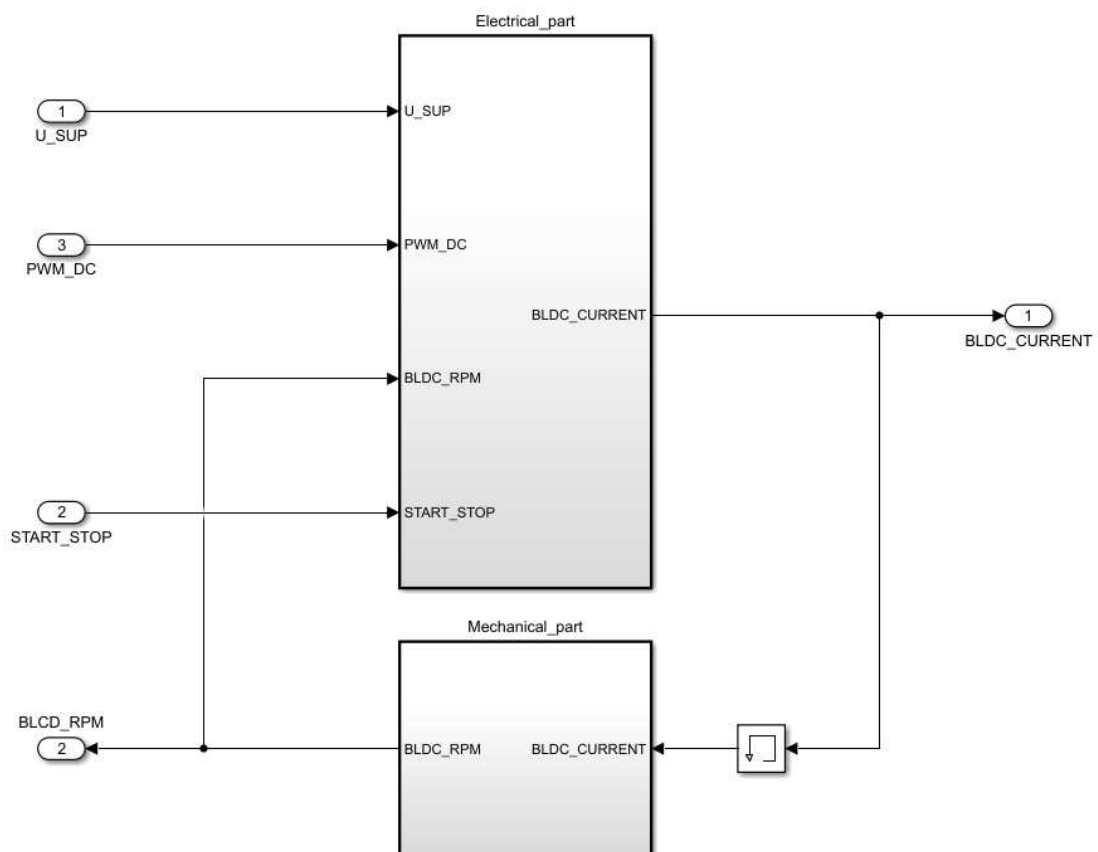 Electrical_part
1
U_SUP
U_SUP
3
PWM_DC
PWM_DC
BLDC_CURRENT
1
BLDC_CURRENT
BLDC_RPM
2
START_STOP
START_STOP
Mechanical_part
BLCD_RPM
2
BLDC_RPM
BLDC_CURRENT